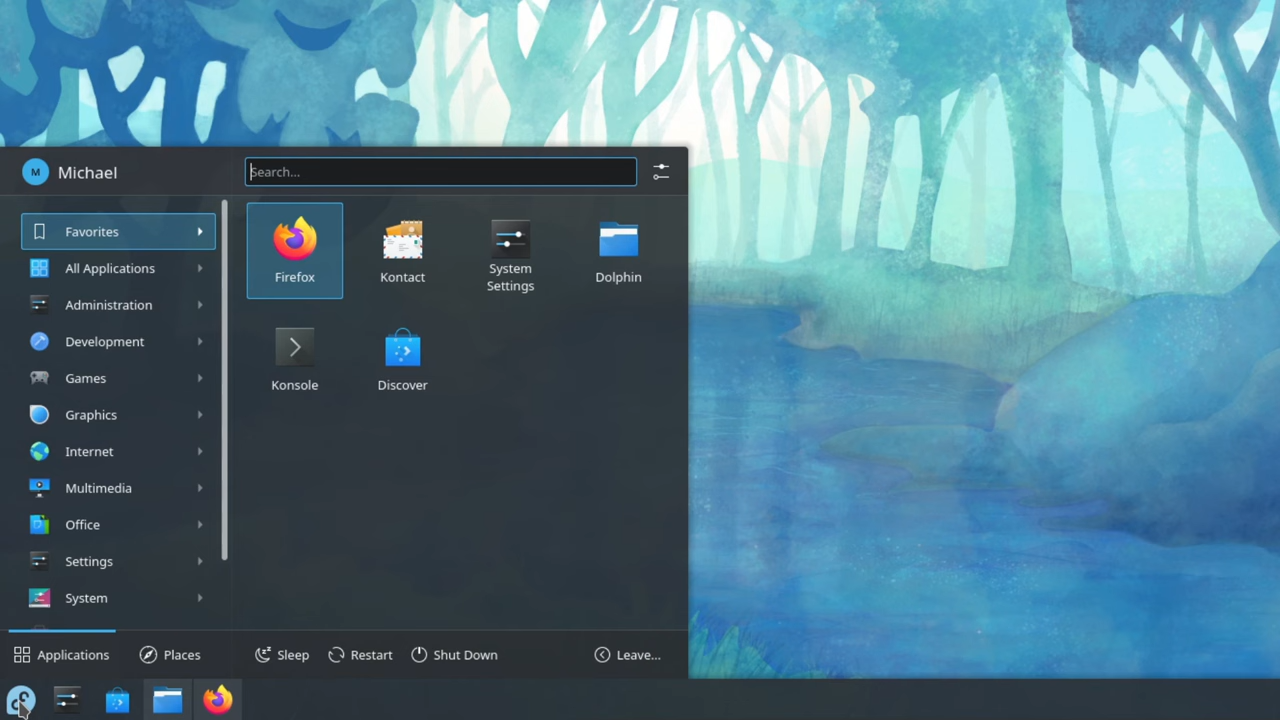 M Michael
Search...
Favorites
All Applications
Administration
Development
Games
Graphics
Internet
Multimedia
Office
Settings
System
Firefox
Kontact
System
Settings
Dolphin
Konsole
Discover
Applications
Places
Sleep
Restart
Shut Down
Leave...